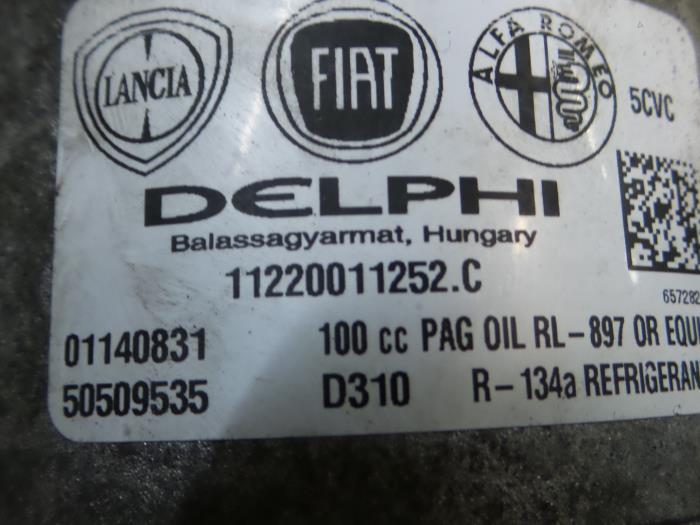 LANCIA
FIAT
ALFA ROMEO
5CVC
DELPHI
Balassagyarmat, Hungary
11220011252.C
657282
01140831 100 cc PAG OIL RL-897 OR EQUI
50509535 D310 R-134a REFRIGERAN